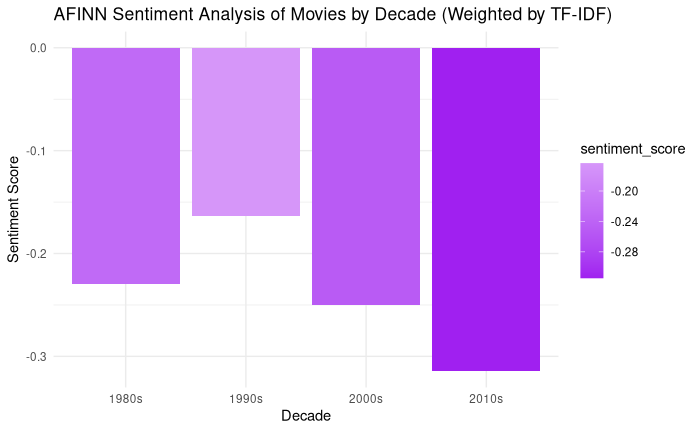 AFINN Sentiment Analysis of Movies by Decade (Weighted by TF-IDF)
Sentiment Score
0.0
-0.1
-0.2
-0.3
1980s 1990s 2000s 2010s
Decade
sentiment_score
-0.20
-0.24
-0.28